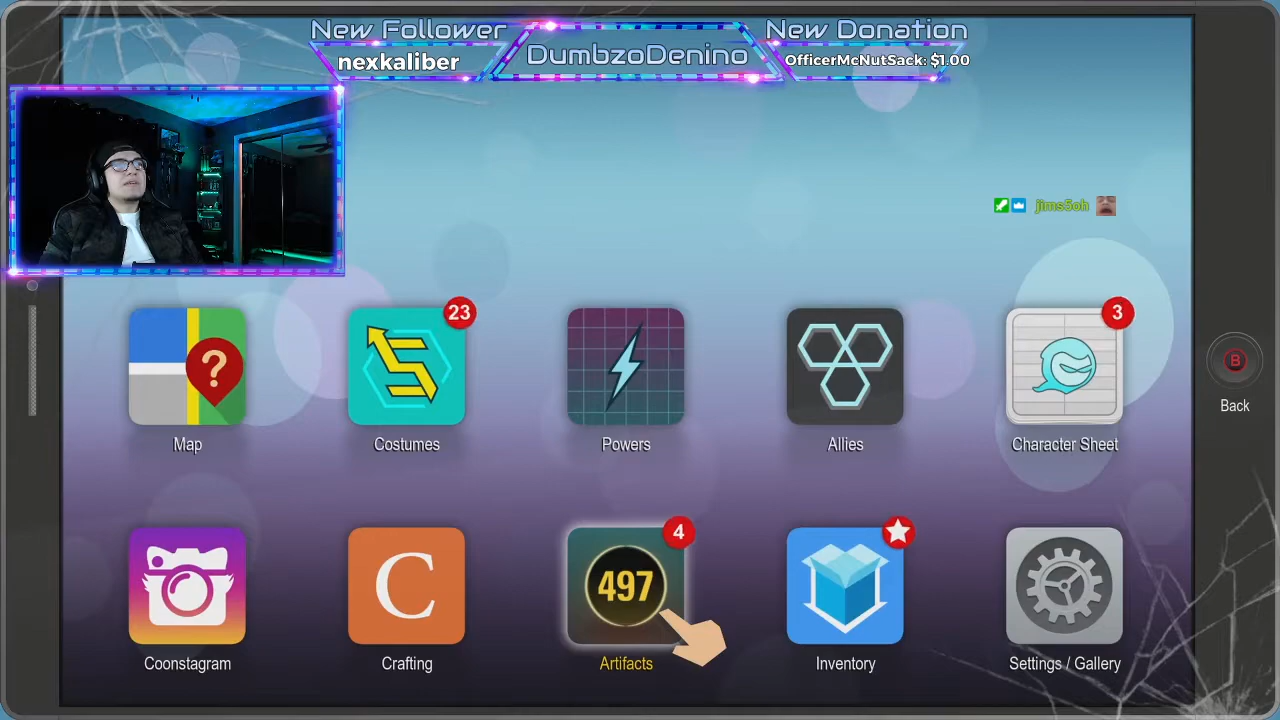 New Follower
nexkaliber
DumbzoDenino
New Donation
OfficerMcNutSack: $1.00
jims5oh
Map
23
Costumes
Powers
Allies
3
Character Sheet
B
Back
Coonstagram
C
Crafting
497
4
Artifacts
Inventory
Settings / Gallery